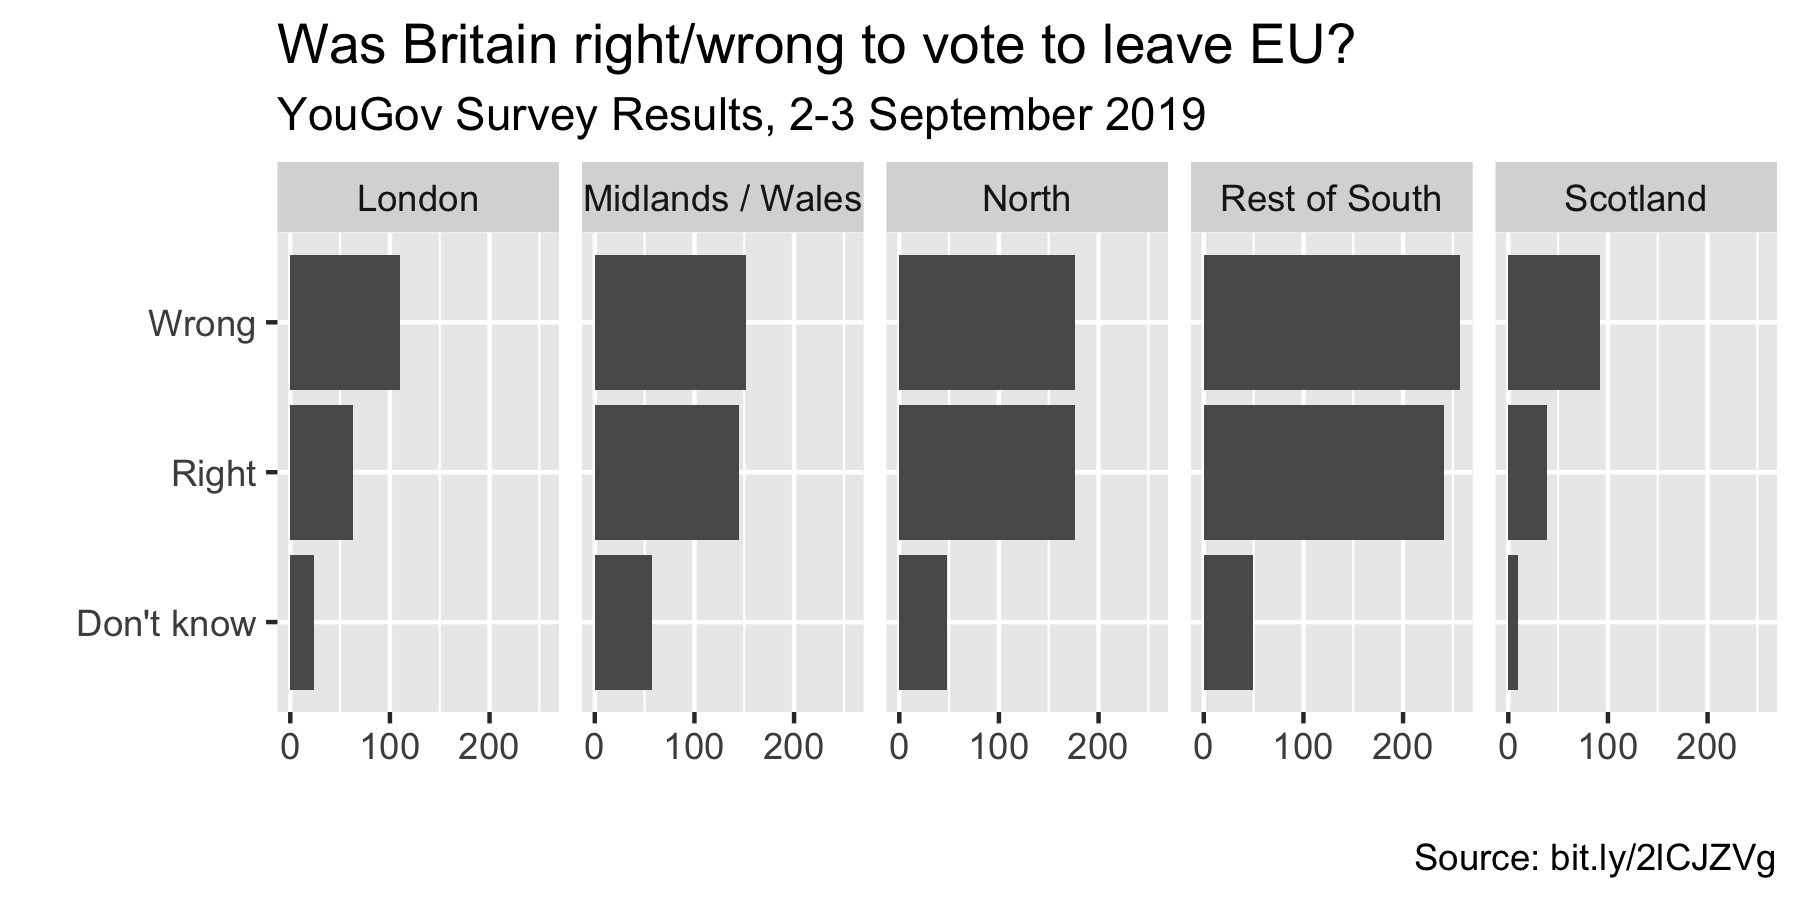 Was Britain right/wrong to vote to leave EU?
YouGov Survey Results, 2-3 September 2019
London Midlands / Wales North Rest of South Scotland
Wrong
Right
Don't know
0 100 200 0 100 200 0 100 200 0 100 200 0 100 200
Source: bit.ly/2lCJZVg